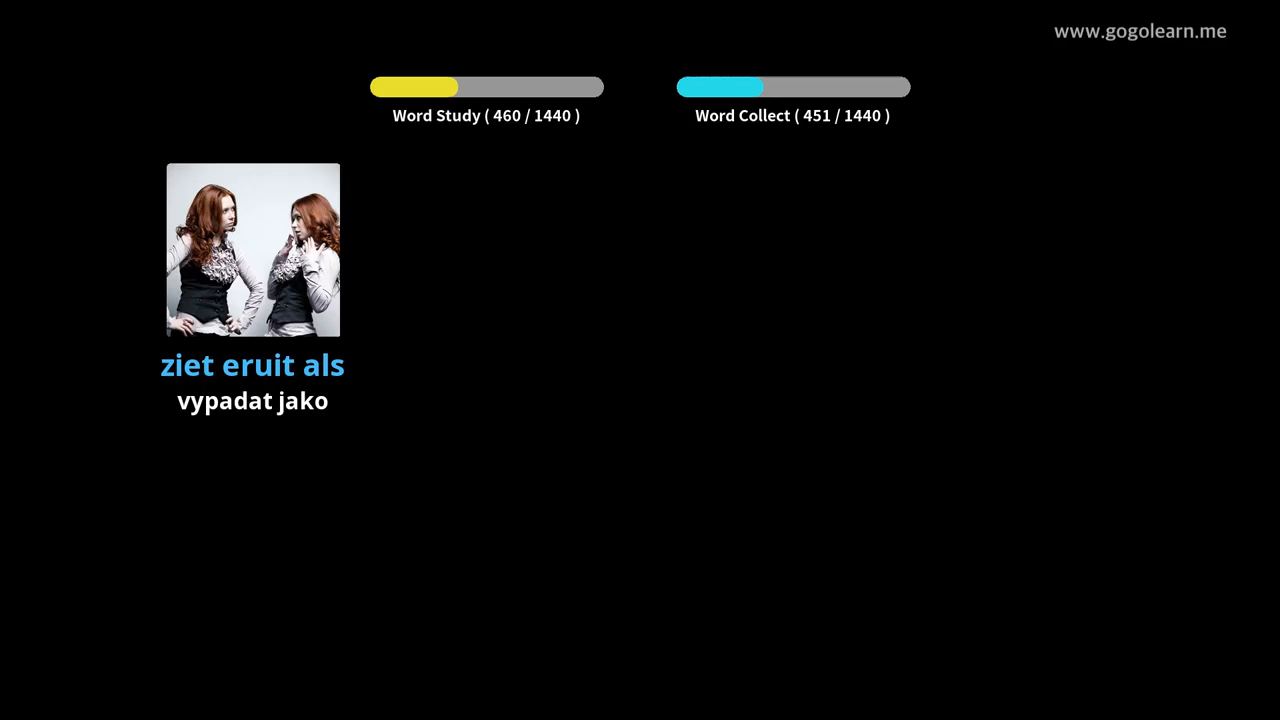 www.gogolearn.me
Word Study ( 460 / 1440 )
Word Collect ( 451 / 1440 )
ziet eruit als
vypadat jako